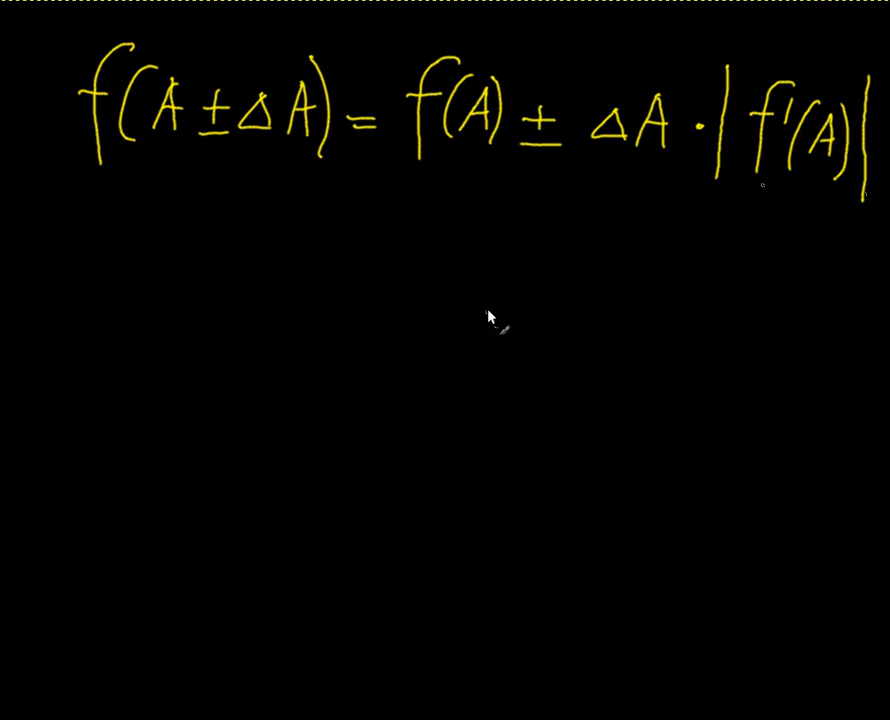 f(A ± ΔA) = f(A) ± ΔA · |f'(A)|